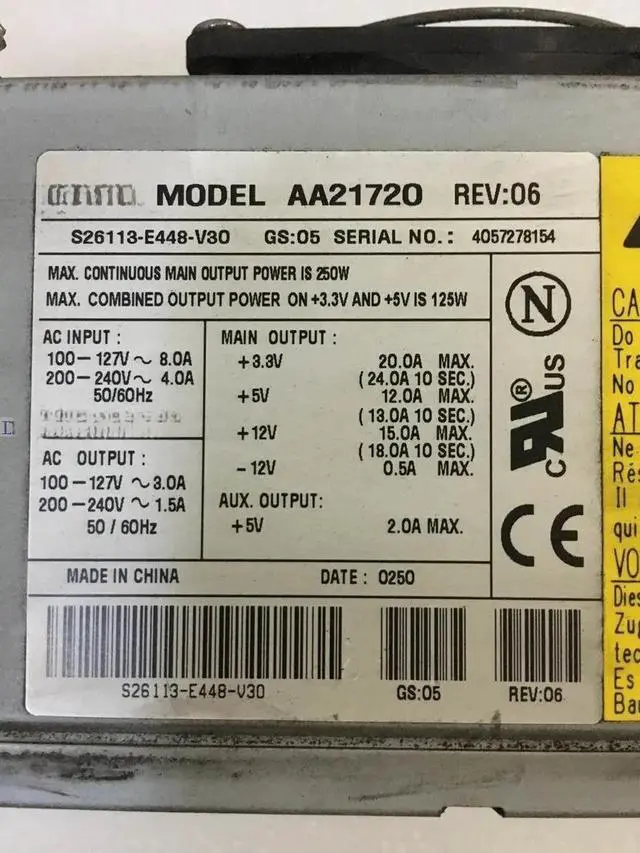 MODEL AA21720 REV:06
S26113-E448-V30 GS:05 SERIAL NO.: 4057278154
MAX. CONTINUOUS MAIN OUTPUT POWER IS 250W
MAX. COMBINED OUTPUT POWER ON +3.3V AND +5V IS 125W
N
AC INPUT :
100-127V ~ 8.0A
200-240V ~ 4.0A
50/60Hz
AC OUTPUT :
100-127V ~ 3.0A
200-240V ~ 1.5A
50 / 60Hz
MAIN OUTPUT :
+3.3V 20.0A MAX.
(24.0A 10 SEC.)
+5V 12.0A MAX.
(13.0A 10 SEC.)
+12V 15.0A MAX.
(18.0A 10 SEC.)
-12V 0.5A MAX.
AUX. OUTPUT:
+5V 2.0A MAX.
C UL® US
CE
MADE IN CHINA DATE : 0250
S26113-E448-V30 GS:05 REV:06
CA
Do
Tra
No
AT
Ne
Rés
Il
qui
VO
Dies
Zug
tec
Es
Bau